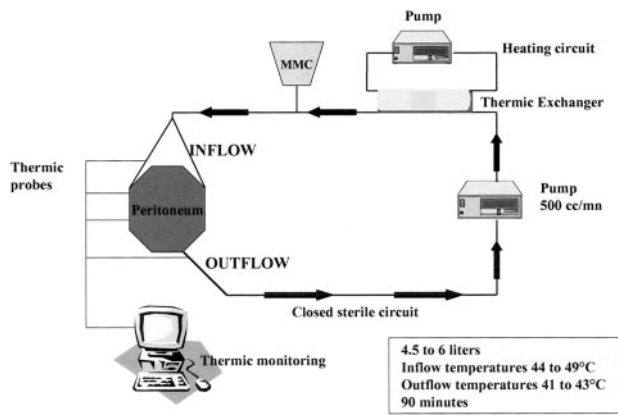 Pump
Heating circuit
MMC
Thermic Exchanger
INFLOW
Thermic
probes
Peritoneum
Pump
500 cc/mn
OUTFLOW
Closed sterile circuit
Thermic monitoring
4.5 to 6 liters
Inflow temperatures 44 to 49°C
Outflow temperatures 41 to 43°C
90 minutes